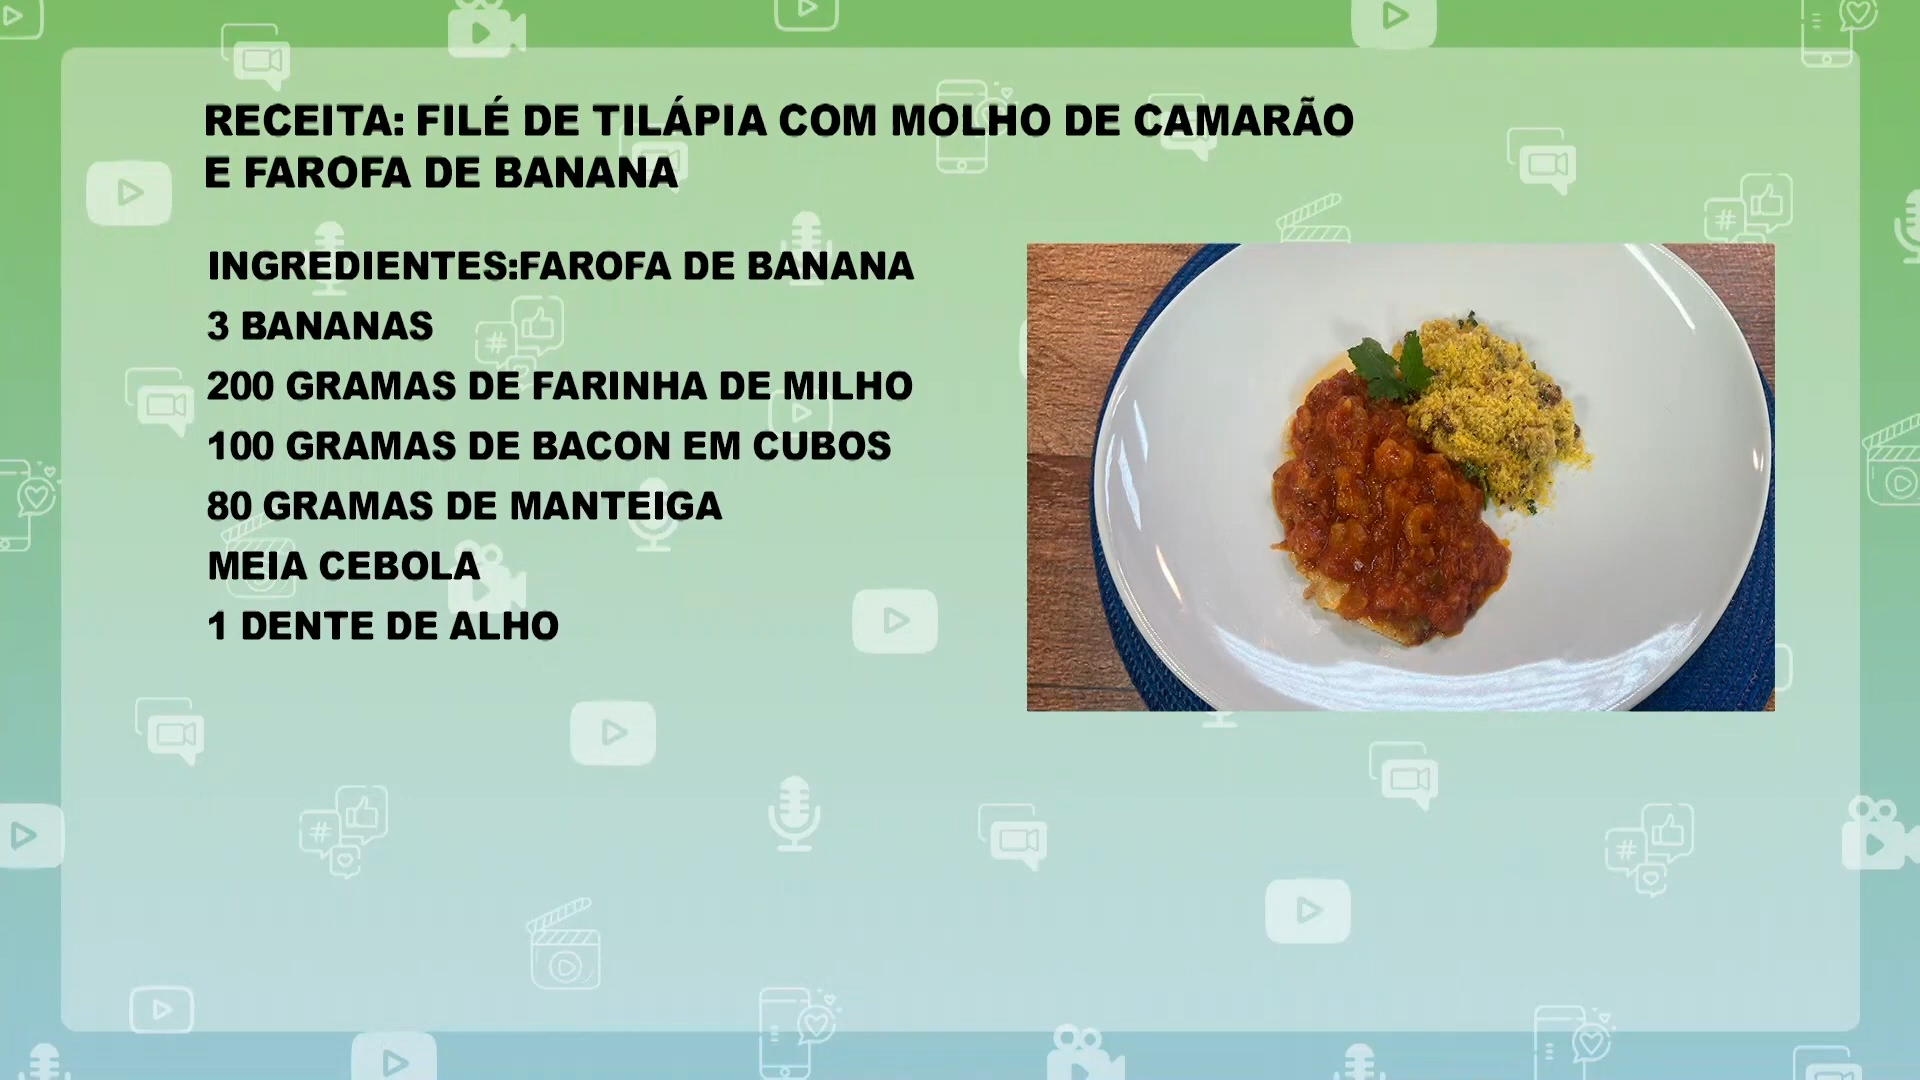 RECEITA: FILÉ DE TILÁPIA COM MOLHO DE CAMARÃO
E FAROFA DE BANANA
INGREDIENTES:FAROFA DE BANANA
3 BANANAS
200 GRAMAS DE FARINHA DE MILHO
100 GRAMAS DE BACON EM CUBOS
80 GRAMAS DE MANTEIGA
MEIA CEBOLA
1 DENTE DE ALHO